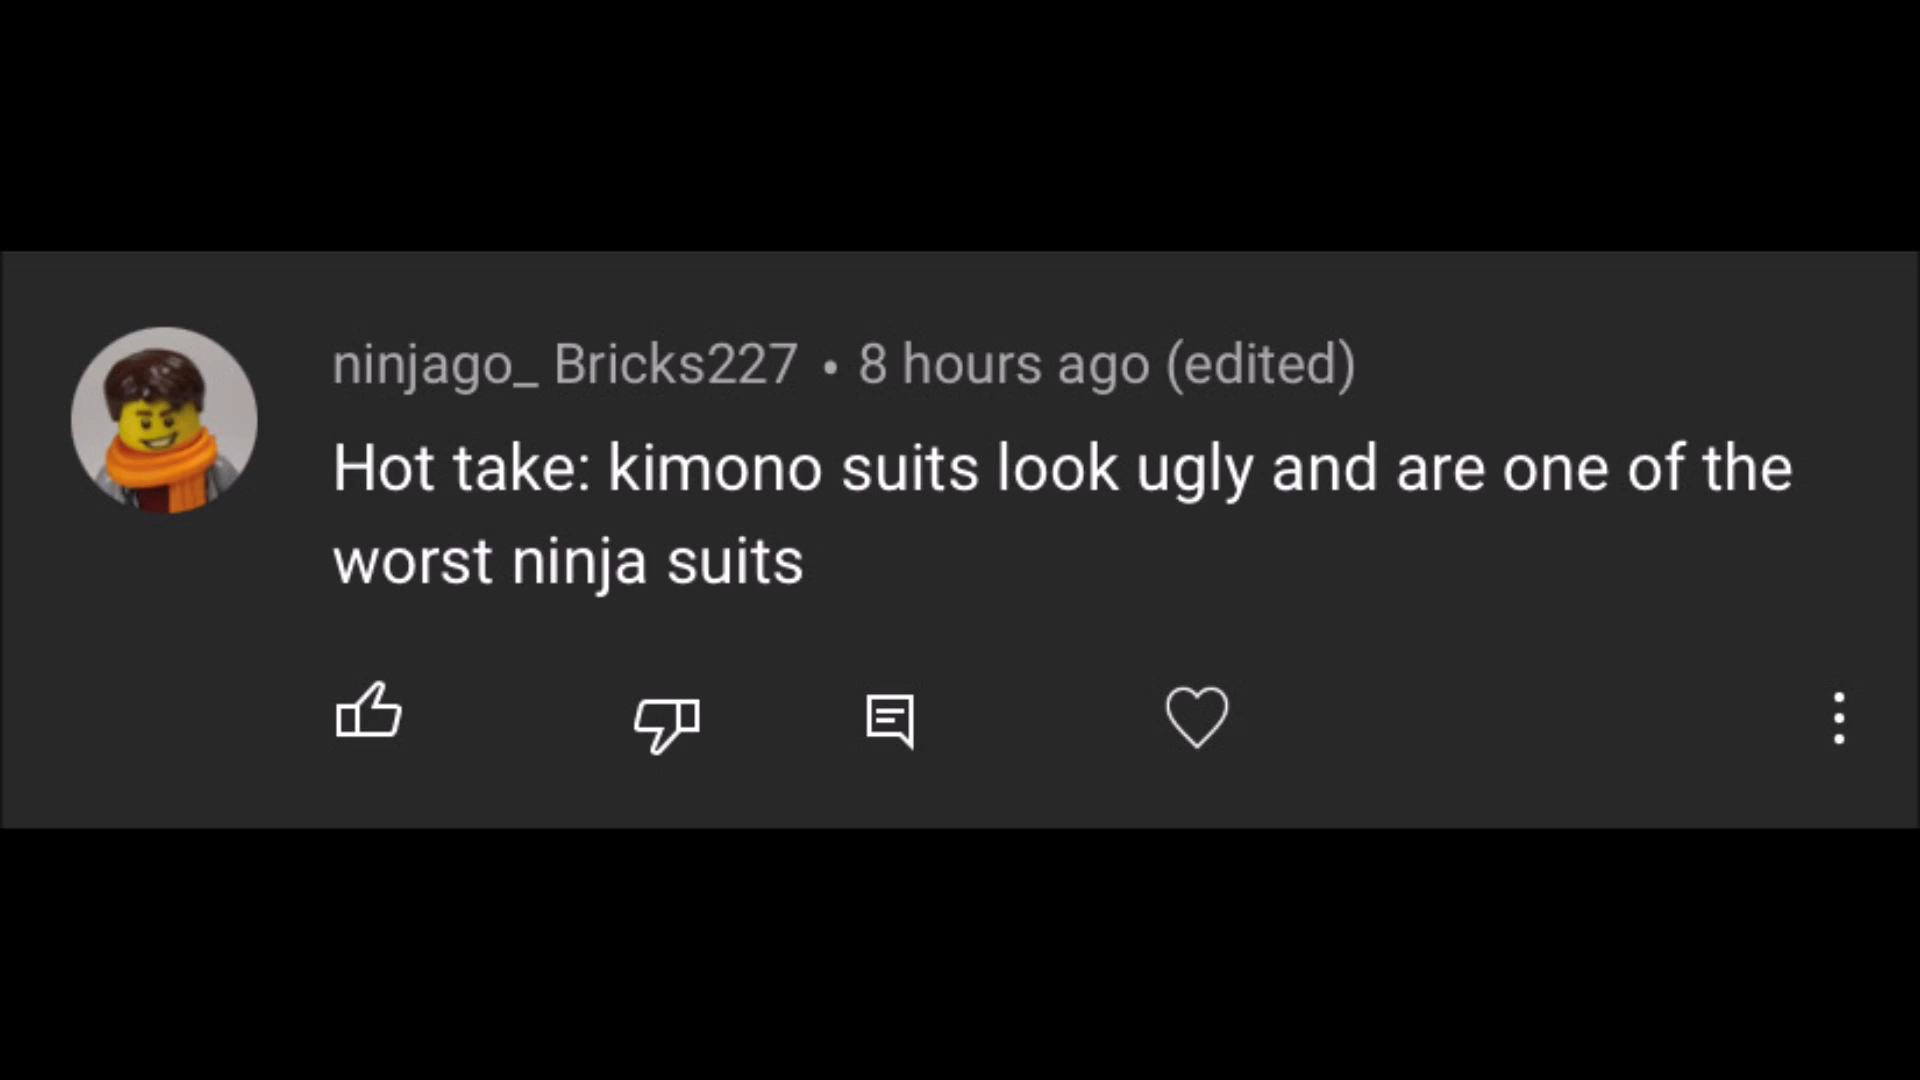 ninjago_ Bricks227 • 8 hours ago (edited)
Hot take: kimono suits look ugly and are one of the
worst ninja suits